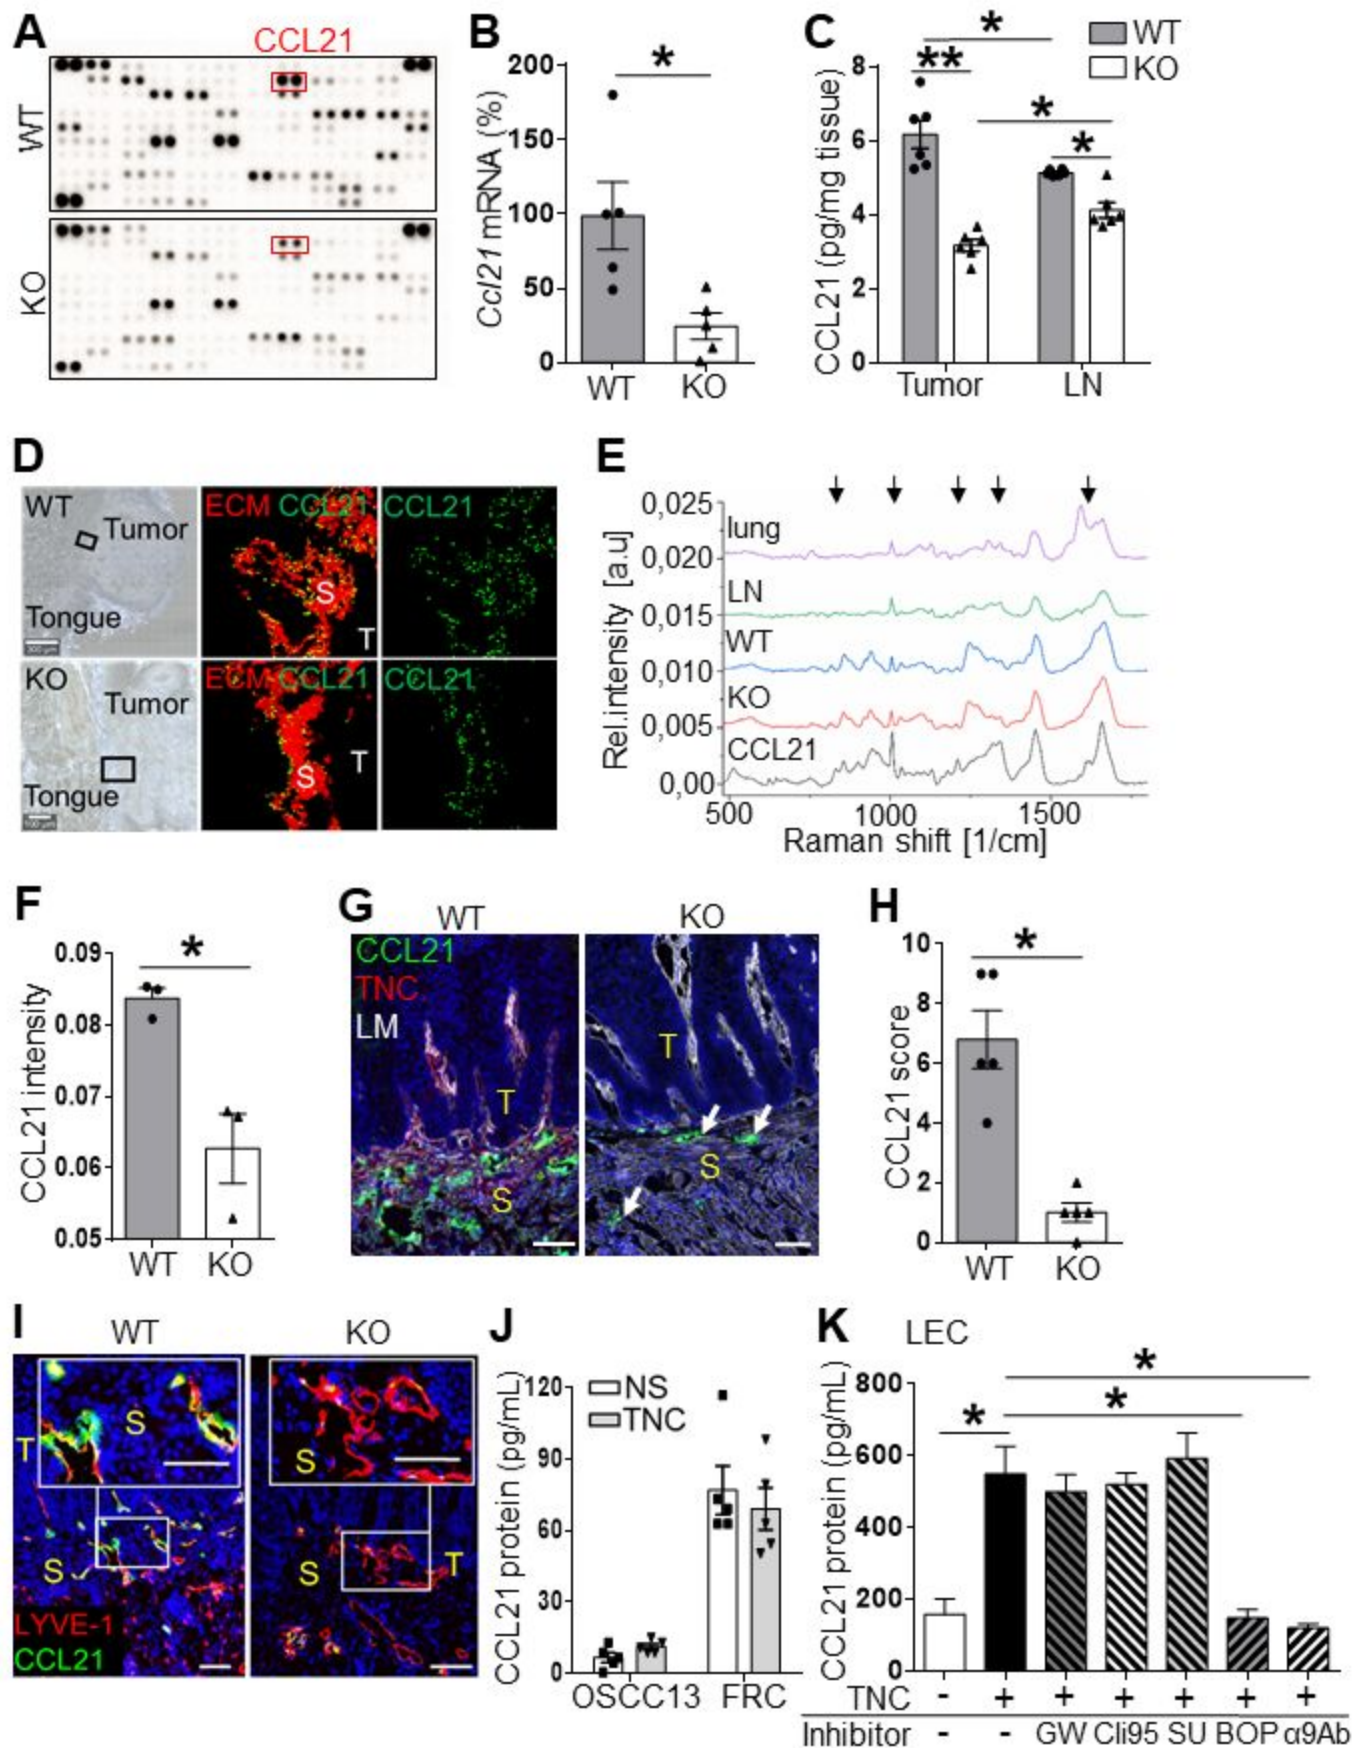 A
CCL21
WT
KO
B
Ccl21 mRNA (%)
200
150
100
50
0
*
WT
KO
C
CCL21 (pg/mg tissue)
8
6
4
2
0
*
**
*
*
WT
KO
Tumor
LN
D
WT
Tumor
Tongue
ECM CCL21
S
T
CCL21
KO
Tumor
Tongue
ECM CCL21
S
T
CCL21
E
Rel.intensity [a.u]
0,025
0,020
0,015
0,010
0,005
0,00
lung
LN
WT
KO
CCL21
500
1000
1500
Raman shift [1/cm]
F
CCL21 intensity
0.09
0.08
0.07
0.06
0.05
*
WT
KO
G
WT
KO
CCL21
TNC
LM
T
S
T
S
H
CCL21 score
10
8
6
4
2
0
*
WT
KO
I
WT
KO
S
T
S
S
S
T
LYVE-1
CCL21
J
CCL21 protein (pg/mL)
120
90
60
30
0
NS
TNC
OSCC13
FRC
K
LEC
CCL21 protein (pg/mL)
800
600
400
200
0
*
*
*
TNC - + + + + + +
Inhibitor - - GW Cli95 SU BOP α9Ab